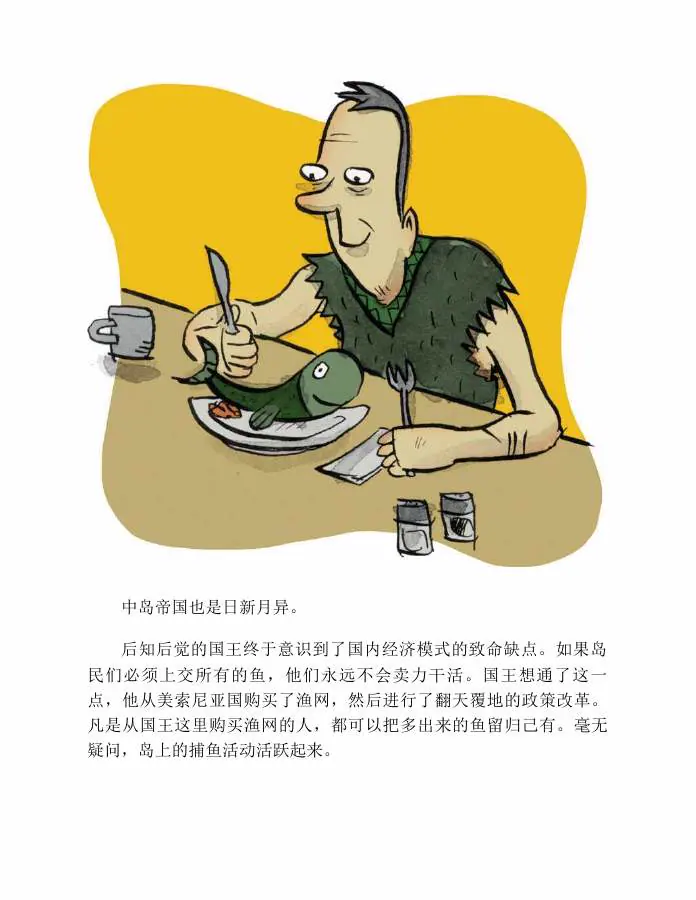 中岛帝国也是日新月异。
后知后觉的国王终于意识到了国内经济模式的致命缺点。如果岛
民们必须上交所有的鱼，他们永远不会卖力干活。国王想通了这一
点，他从美索尼亚国购买了渔网，然后进行了翻天覆地的政策改革。
凡是从国王这里购买渔网的人，都可以把多出来的鱼留归己有。毫无
疑问，岛上的捕鱼活动活跃起来。